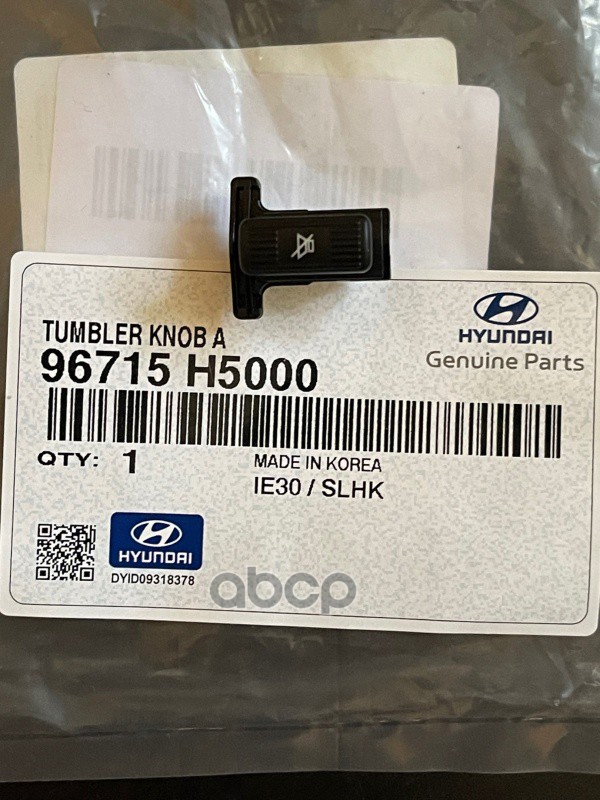 TUMBLER KNOB A
96715 H5000
HYUNDAI
Genuine Parts
QTY: 1
MADE IN KOREA
IE30 / SLHK
HYUNDAI
DYID09318378
abcp